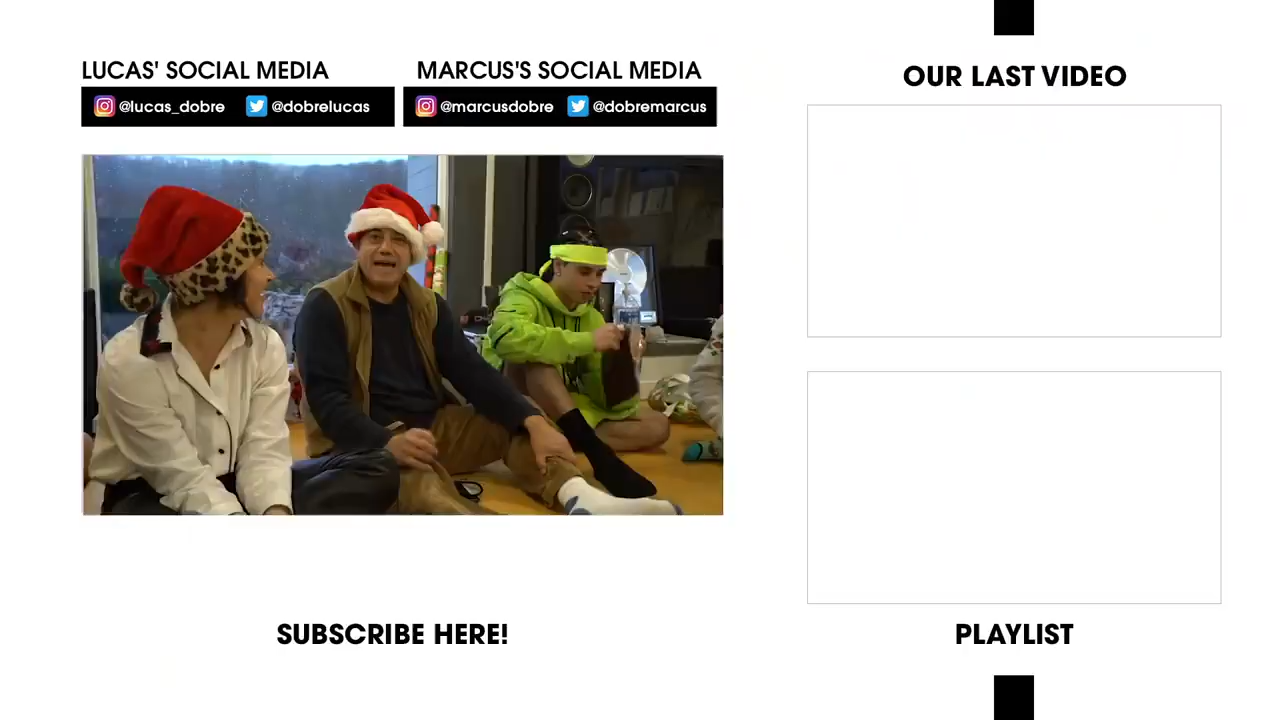 LUCAS' SOCIAL MEDIA
@lucas_dobre @dobrelucas
MARCUS'S SOCIAL MEDIA
@marcusdobre @dobremarcus
OUR LAST VIDEO
SUBSCRIBE HERE!
PLAYLIST